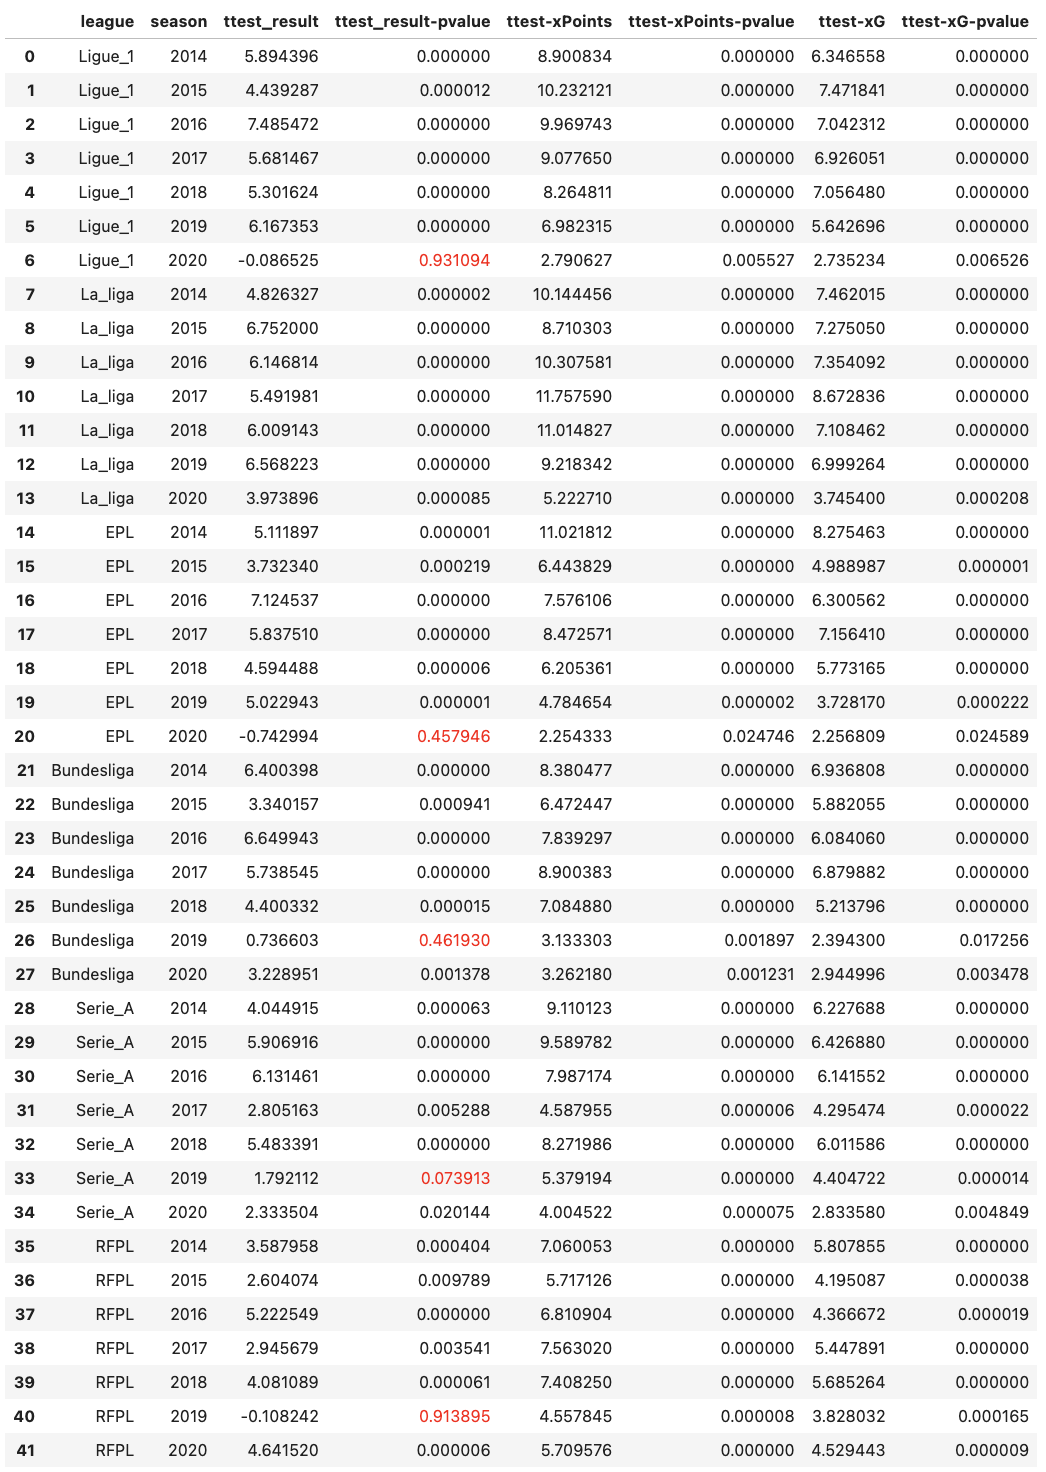 league season ttest_result ttest_result-pvalue ttest-xPoints ttest-xPoints-pvalue ttest-xG ttest-xG-pvalue
0 Ligue_1 2014 5.894396 0.000000 8.900834 0.000000 6.346558 0.000000
1 Ligue_1 2015 4.439287 0.000012 10.232121 0.000000 7.471841 0.000000
2 Ligue_1 2016 7.485472 0.000000 9.969743 0.000000 7.042312 0.000000
3 Ligue_1 2017 5.681467 0.000000 9.077650 0.000000 6.926051 0.000000
4 Ligue_1 2018 5.301624 0.000000 8.264811 0.000000 7.056480 0.000000
5 Ligue_1 2019 6.167353 0.000000 6.982315 0.000000 5.642696 0.000000
6 Ligue_1 2020 -0.086525 0.931094 2.790627 0.005527 2.735234 0.006526
7 La_liga 2014 4.826327 0.000002 10.144456 0.000000 7.462015 0.000000
8 La_liga 2015 6.752000 0.000000 8.710303 0.000000 7.275050 0.000000
9 La_liga 2016 6.146814 0.000000 10.307581 0.000000 7.354092 0.000000
10 La_liga 2017 5.491981 0.000000 11.757590 0.000000 8.672836 0.000000
11 La_liga 2018 6.009143 0.000000 11.014827 0.000000 7.108462 0.000000
12 La_liga 2019 6.568223 0.000000 9.218342 0.000000 6.999264 0.000000
13 La_liga 2020 3.973896 0.000085 5.222710 0.000000 3.745400 0.000208
14 EPL 2014 5.111897 0.000001 11.021812 0.000000 8.275463 0.000000
15 EPL 2015 3.732340 0.000219 6.443829 0.000000 4.988987 0.000001
16 EPL 2016 7.124537 0.000000 7.576106 0.000000 6.300562 0.000000
17 EPL 2017 5.837510 0.000000 8.472571 0.000000 7.156410 0.000000
18 EPL 2018 4.594488 0.000006 6.205361 0.000000 5.773165 0.000000
19 EPL 2019 5.022943 0.000001 4.784654 0.000002 3.728170 0.000222
20 EPL 2020 -0.742994 0.457946 2.254333 0.024746 2.256809 0.024589
21 Bundesliga 2014 6.400398 0.000000 8.380477 0.000000 6.936808 0.000000
22 Bundesliga 2015 3.340157 0.000941 6.472447 0.000000 5.882055 0.000000
23 Bundesliga 2016 6.649943 0.000000 7.839297 0.000000 6.084060 0.000000
24 Bundesliga 2017 5.738545 0.000000 8.900383 0.000000 6.879882 0.000000
25 Bundesliga 2018 4.400332 0.000015 7.084880 0.000000 5.213796 0.000000
26 Bundesliga 2019 0.736603 0.461930 3.133303 0.001897 2.394300 0.017256
27 Bundesliga 2020 3.228951 0.001378 3.262180 0.001231 2.944996 0.003478
28 Serie_A 2014 4.044915 0.000063 9.110123 0.000000 6.227688 0.000000
29 Serie_A 2015 5.906916 0.000000 9.589782 0.000000 6.426880 0.000000
30 Serie_A 2016 6.131461 0.000000 7.987174 0.000000 6.141552 0.000000
31 Serie_A 2017 2.805163 0.005288 4.587955 0.000006 4.295474 0.000022
32 Serie_A 2018 5.483391 0.000000 8.271986 0.000000 6.011586 0.000000
33 Serie_A 2019 1.792112 0.073913 5.379194 0.000000 4.404722 0.000014
34 Serie_A 2020 2.333504 0.020144 4.004522 0.000075 2.833580 0.004849
35 RFPL 2014 3.587958 0.000404 7.060053 0.000000 5.807855 0.000000
36 RFPL 2015 2.604074 0.009789 5.717126 0.000000 4.195087 0.000038
37 RFPL 2016 5.222549 0.000000 6.810904 0.000000 4.366672 0.000019
38 RFPL 2017 2.945679 0.003541 7.563020 0.000000 5.447891 0.000000
39 RFPL 2018 4.081089 0.000061 7.408250 0.000000 5.685264 0.000000
40 RFPL 2019 -0.108242 0.913895 4.557845 0.000008 3.828032 0.000165
41 RFPL 2020 4.641520 0.000006 5.709576 0.000000 4.529443 0.000009